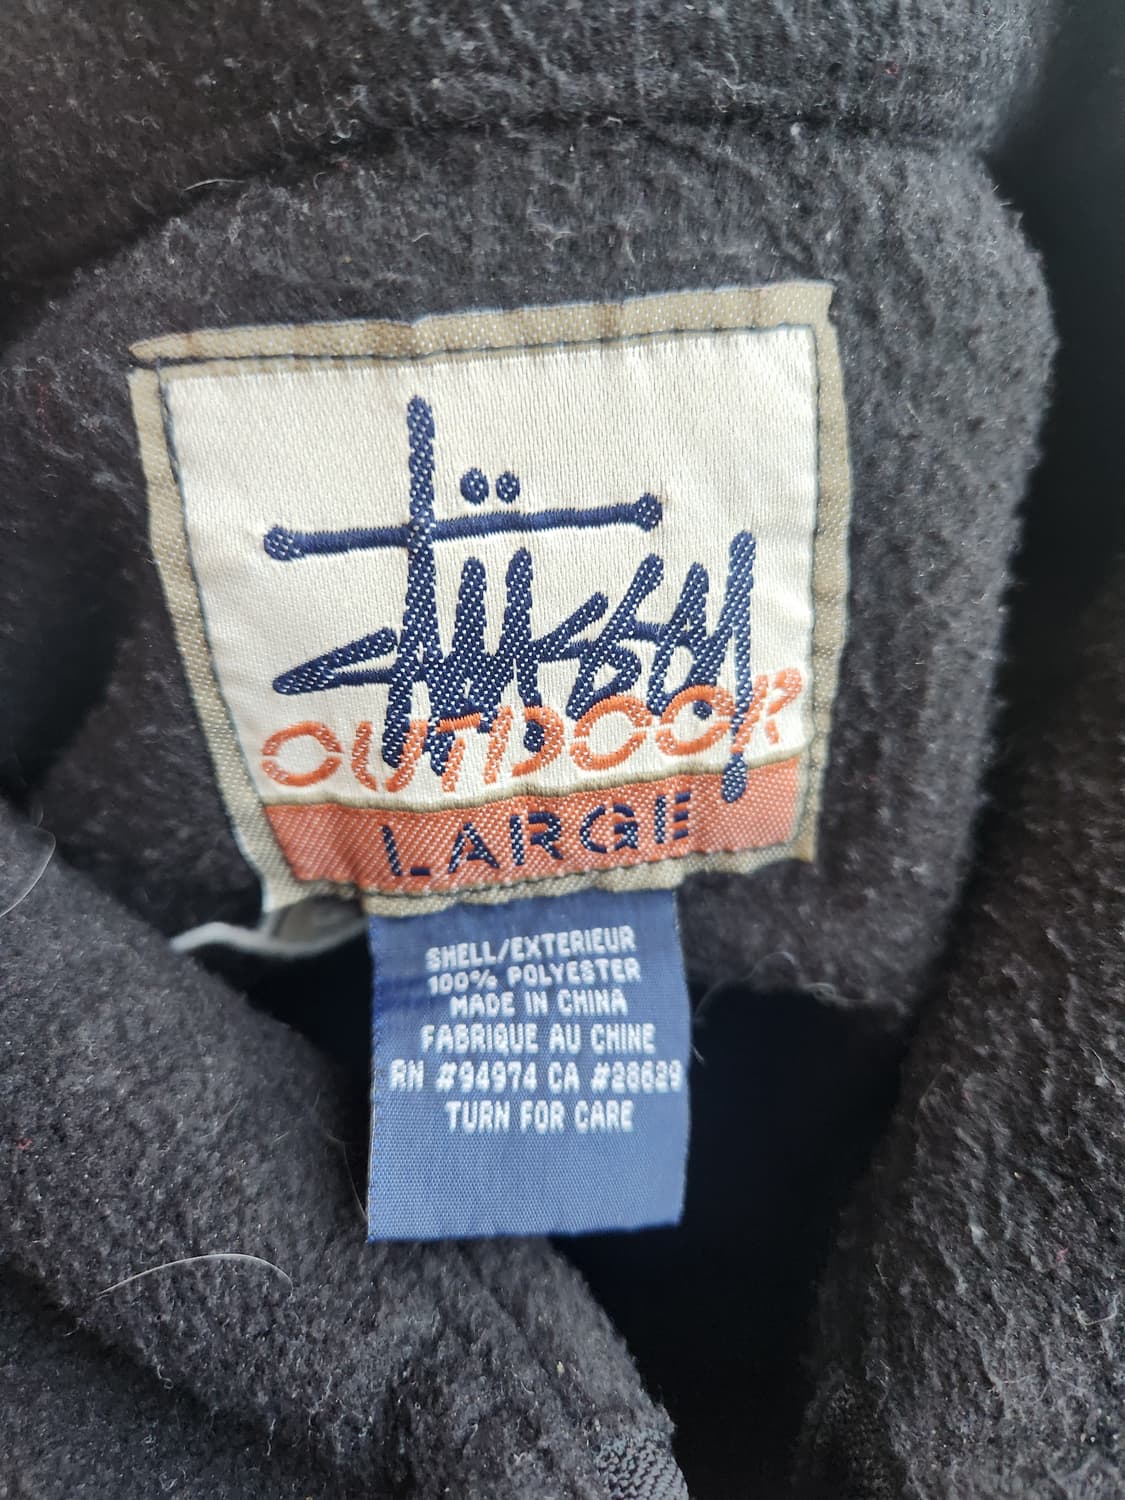 Stüssy
OUTDOOR
LARGE
SHELL/EXTERIEUR
100% POLYESTER
MADE IN CHINA
FABRIQUE AU CHINE
RN #94974 CA #28629
TURN FOR CARE